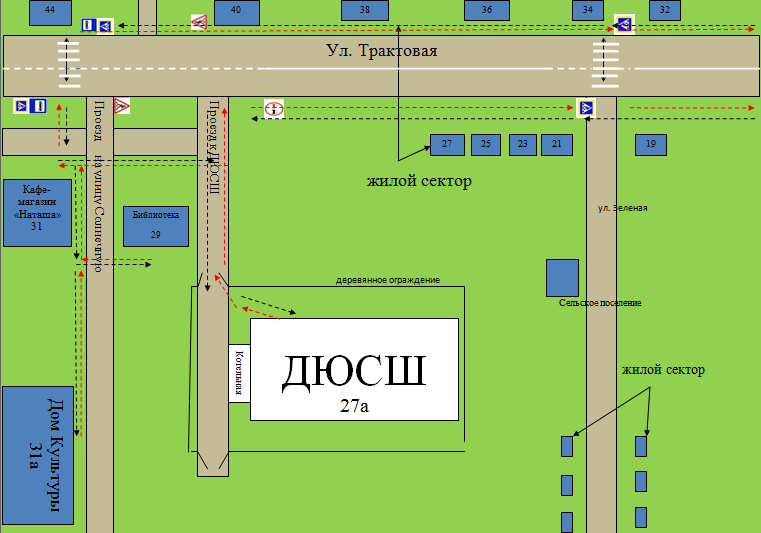 44
40
38
36
34
32
Ул. Трактовая
Проезд на улицу Солнечную
Проезд к ДЮСШ
27
25
23
21
19
жилой сектор
Кафе-
магазин
«Наташа»
31
Библиотека
29
ул. Зеленая
деревянное ограждение
Сельское поселение
Котельная
ДЮСШ
27а
жилой сектор
Дом Культуры
31а